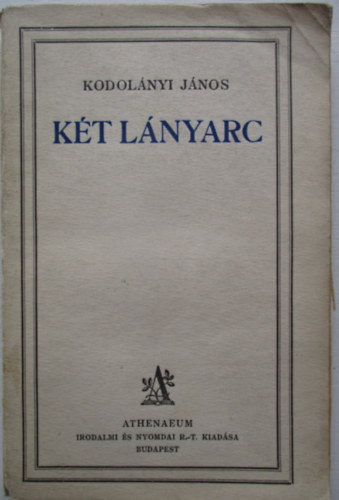 KODOLÁNYI JÁNOS
KÉT LÁNYARC
A
ATHENAEUM
IRODALMI ÉS NYOMDAI R.-T. KIADÁSA
BUDAPEST